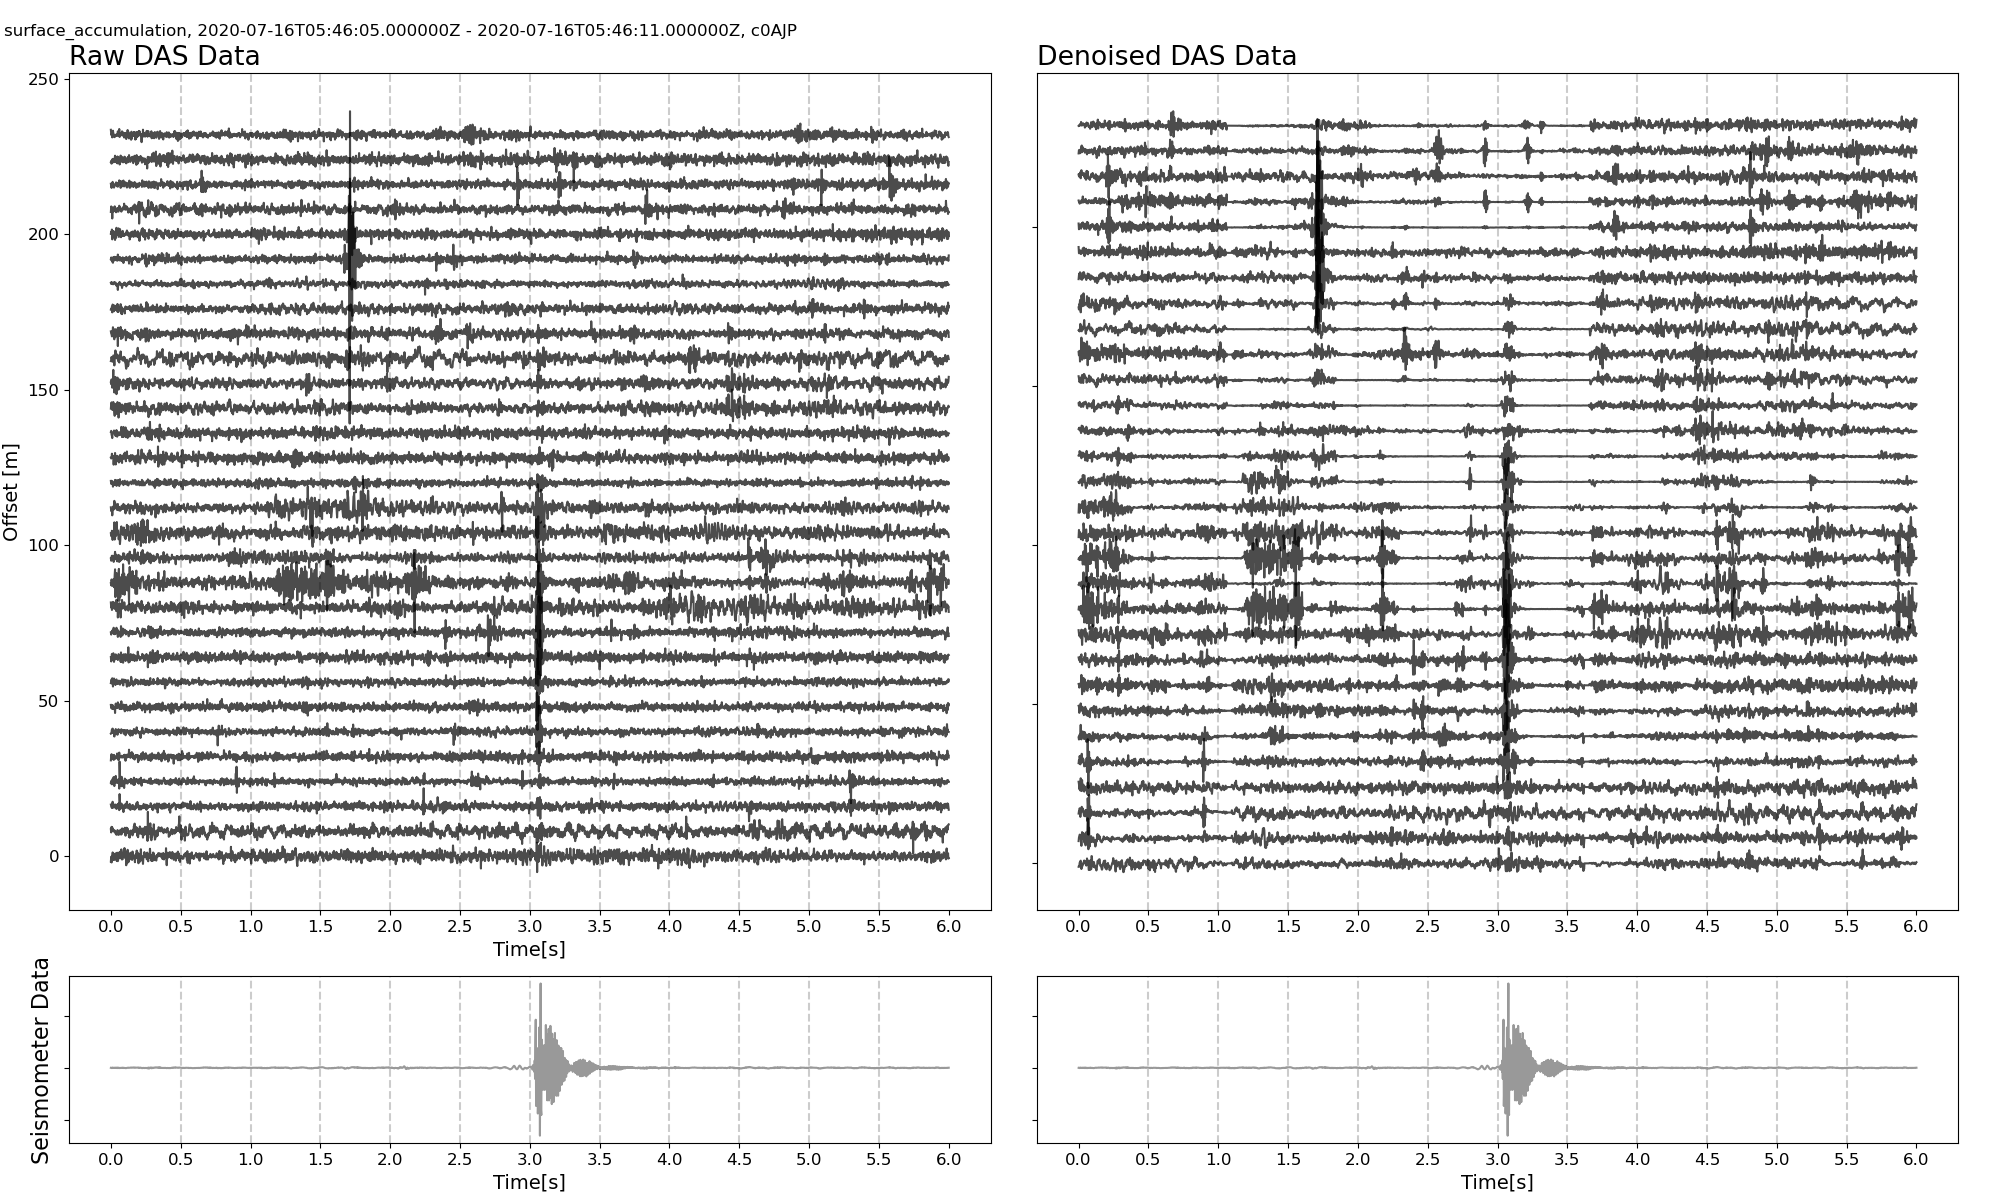 surface_accumulation, 2020-07-16T05:46:05.000000Z - 2020-07-16T05:46:11.000000Z, c0AJP
Raw DAS Data
Denoised DAS Data
Offset [m]
250
200
150
100
50
0
0.0 0.5 1.0 1.5 2.0 2.5 3.0 3.5 4.0 4.5 5.0 5.5 6.0
Time[s]
0.0 0.5 1.0 1.5 2.0 2.5 3.0 3.5 4.0 4.5 5.0 5.5 6.0
Seismometer Data
0.0 0.5 1.0 1.5 2.0 2.5 3.0 3.5 4.0 4.5 5.0 5.5 6.0
Time[s]
0.0 0.5 1.0 1.5 2.0 2.5 3.0 3.5 4.0 4.5 5.0 5.5 6.0
Time[s]